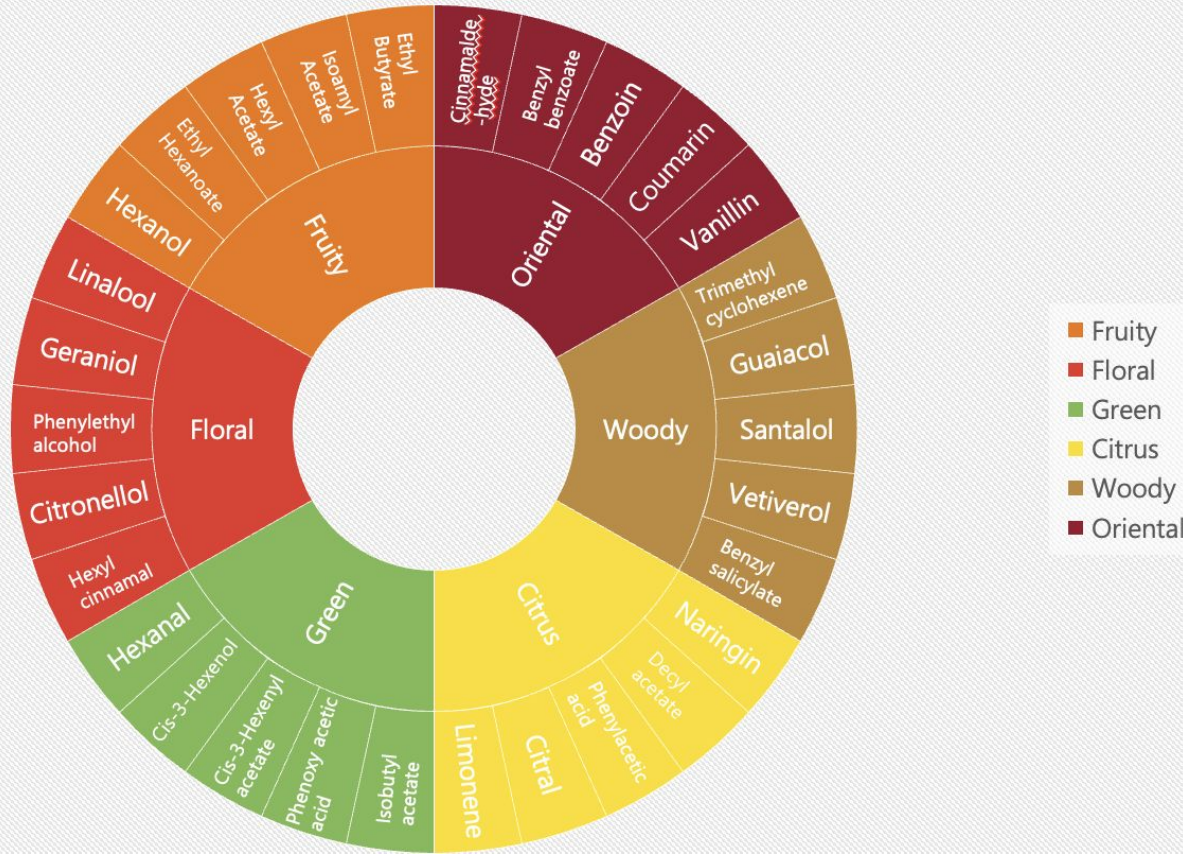 Ethyl
Butyrate
Isoamyl
Acetate
Hexyl
Acetate
Ethyl
Hexanoate
Hexanol
Fruity
Cinnamalde
-hyde
Benzyl
benzoate
Benzoin
Coumarin
Vanillin
Oriental
Trimethyl
cyclohexene
Guaiacol
Santalol
Vetiverol
Benzyl
salicylate
Woody
Naringin
Decyl
acetate
Phenylacetic
acid
Citral
Limonene
Citrus
Isobutyl
acetate
Phenoxy acetic
acid
Cis-3-Hexenyl
acetate
Cis-3-Hexenol
Hexanal
Green
Hexyl
cinnamal
Citronellol
Phenylethyl
alcohol
Geraniol
Linalool
Floral
Fruity
Floral
Green
Citrus
Woody
Oriental